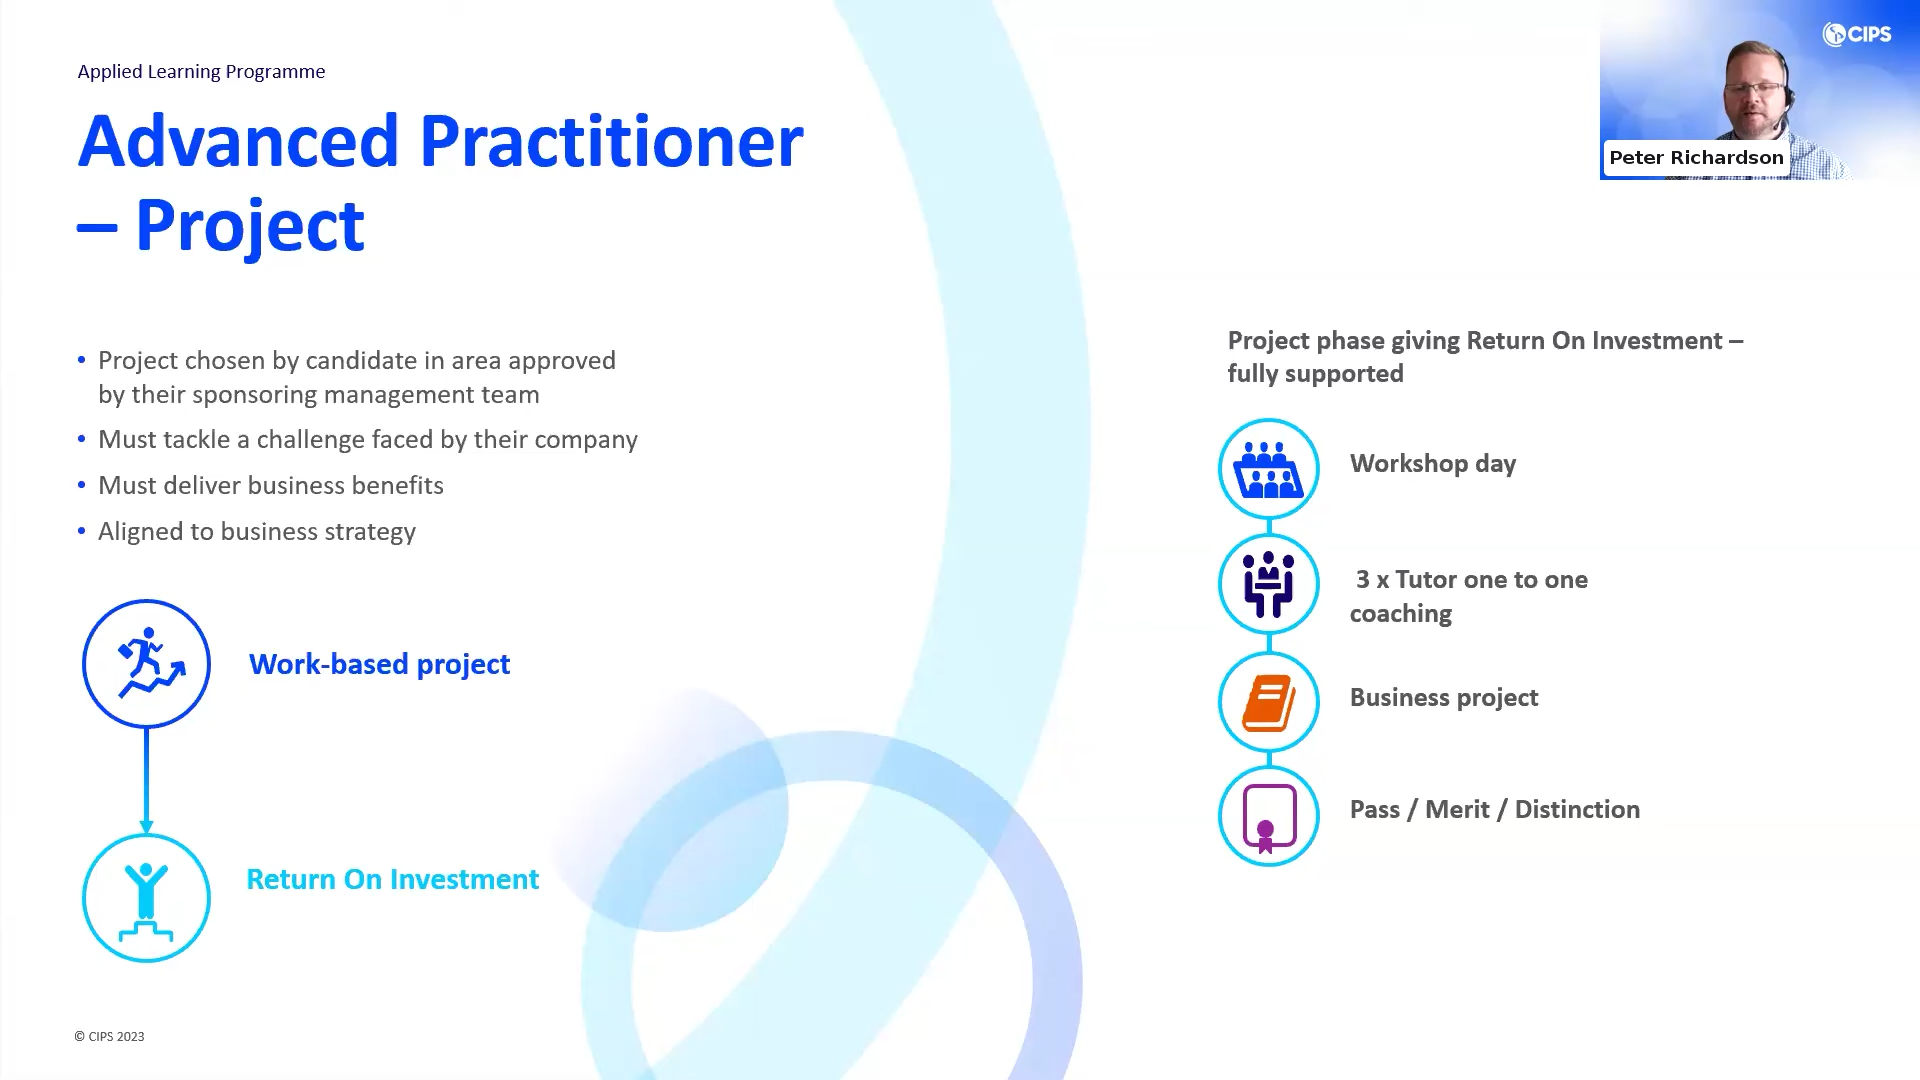 Applied Learning Programme
Advanced Practitioner
– Project
CIPS
Peter Richardson
• Project chosen by candidate in area approved
by their sponsoring management team
• Must tackle a challenge faced by their company
• Must deliver business benefits
• Aligned to business strategy
Work-based project
Return On Investment
Project phase giving Return On Investment –
fully supported
Workshop day
3 x Tutor one to one
coaching
Business project
Pass / Merit / Distinction
© CIPS 2023